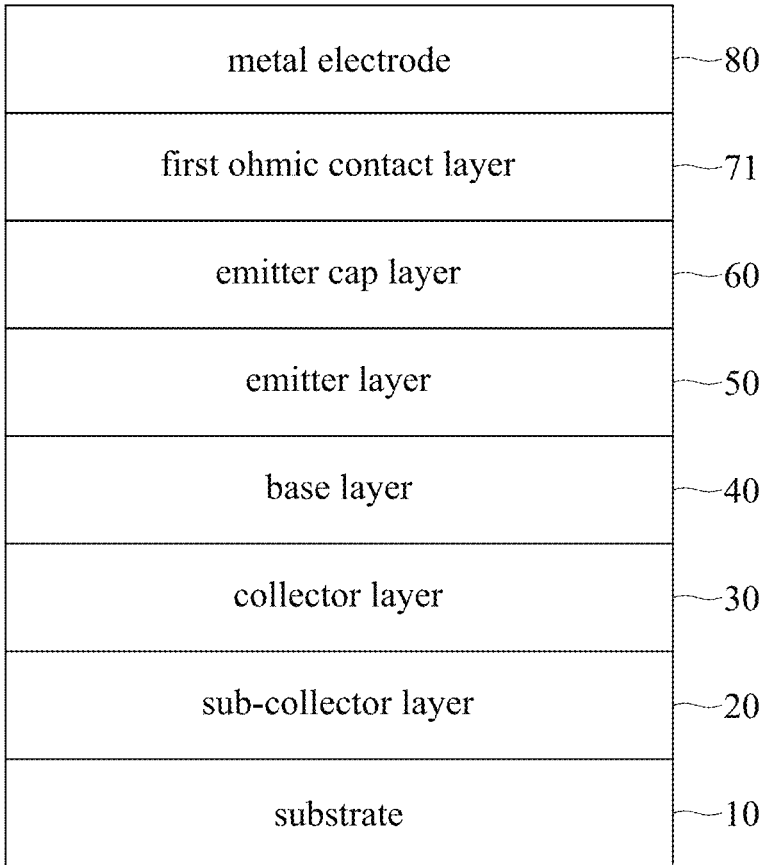 metal electrode 80
first ohmic contact layer 71
emitter cap layer 60
emitter layer 50
base layer 40
collector layer 30
sub-collector layer 20
substrate 10